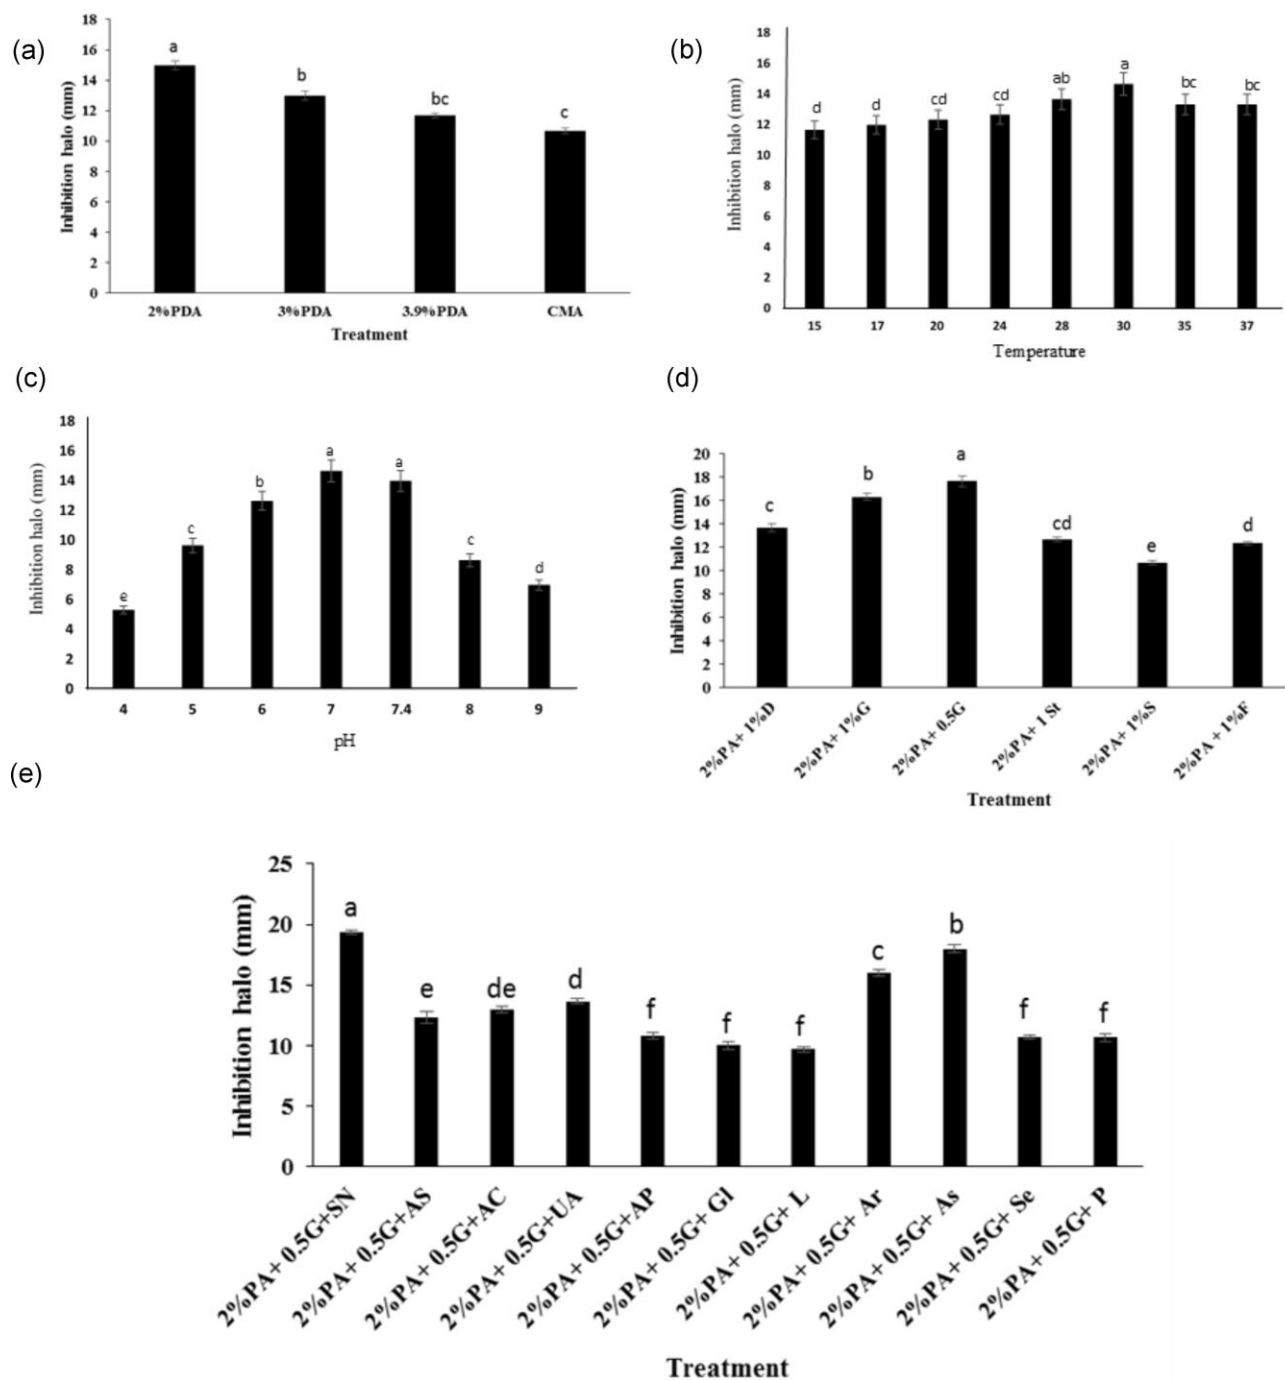 (a)
18
16
14
12
10
8
6
4
2
0
Inhibition halo (mm)
a
b
bc
c
2%PDA 3%PDA 3.9%PDA CMA
Treatment
(b)
18
16
14
12
10
8
6
4
2
0
Inhibition halo (mm)
d d cd cd ab a bc bc
15 17 20 24 28 30 35 37
Temperature
(c)
18
16
14
12
10
8
6
4
2
0
Inhibition halo (mm)
e c b a a c d
4 5 6 7 7.4 8 9
pH
(d)
20
18
16
14
12
10
8
6
4
2
0
Inhibition halo (mm)
c b a cd e d
2%PA+ 1%D
2%PA+ 1%G
2%PA+ 0.5G
2%PA+ 1 St
2%PA+ 1%S
2%PA + 1%F
Treatment
(e)
25
20
15
10
5
0
Inhibition halo (mm)
a e de d f f f c b f f
2%PA+ 0.5G+SN
2%PA+ 0.5G+AS
2%PA+ 0.5G+AC
2%PA+ 0.5G+UA
2%PA+ 0.5G+AP
2%PA+ 0.5G+ Gl
2%PA+ 0.5G+ L
2%PA+ 0.5G+ Ar
2%PA+ 0.5G+ As
2%PA+ 0.5G+ Se
2%PA+ 0.5G+ P
Treatment